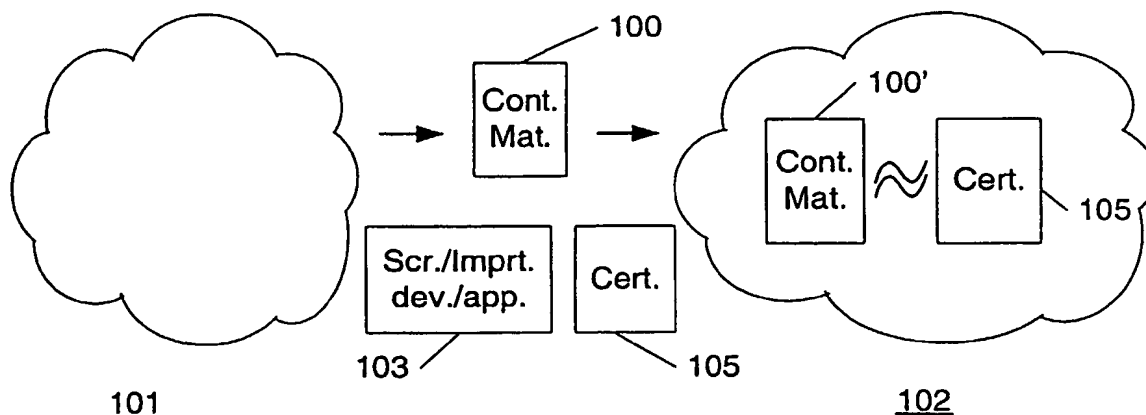 100
Cont.
Mat.
100'
Cont.
Mat.
Cert.
105
Scr./Imprt.
dev./app.
Cert.
103
105
101
102